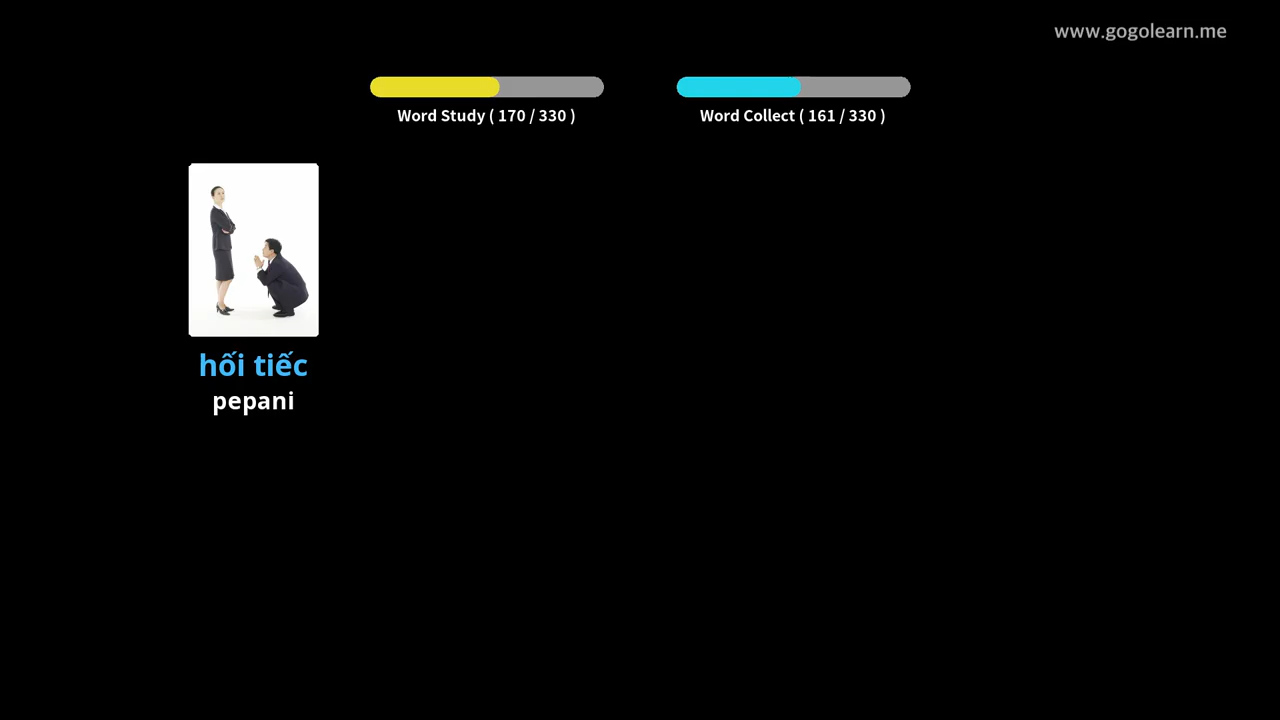 www.gogolearn.me
Word Study ( 170 / 330 )
Word Collect ( 161 / 330 )
hối tiếc
pepani